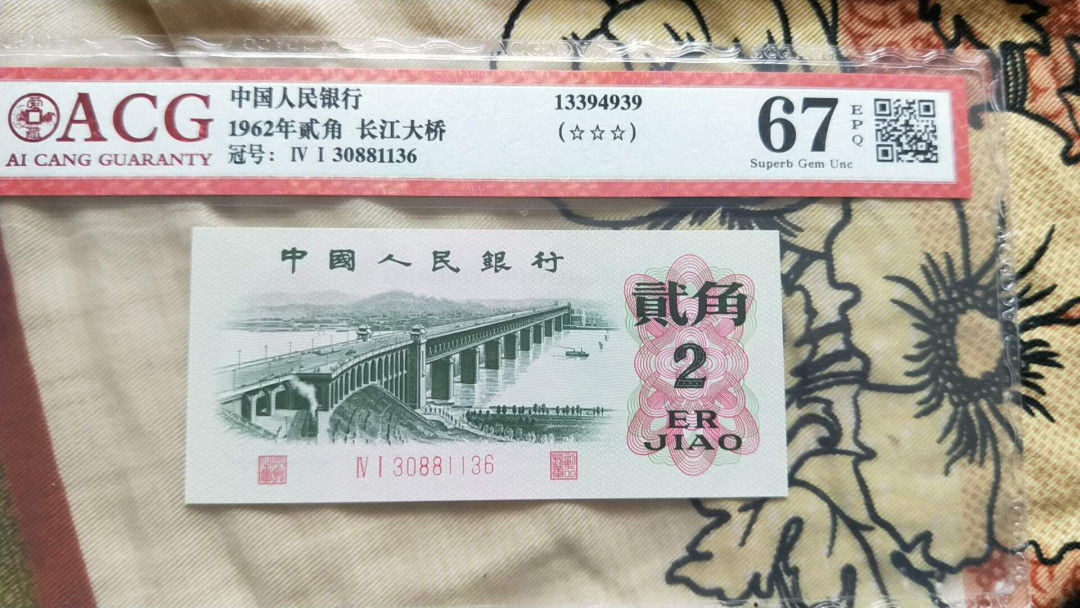 ACG
AI CANG GUARANTY
中国人民银行
1962年贰角 长江大桥
冠号: Ⅳ Ⅰ 30881136
13394939
(☆☆☆)
67
EPQ
Superb Gem Unc
中國人民銀行
貳角
2
ER
JIAO
Ⅳ Ⅰ 30881136